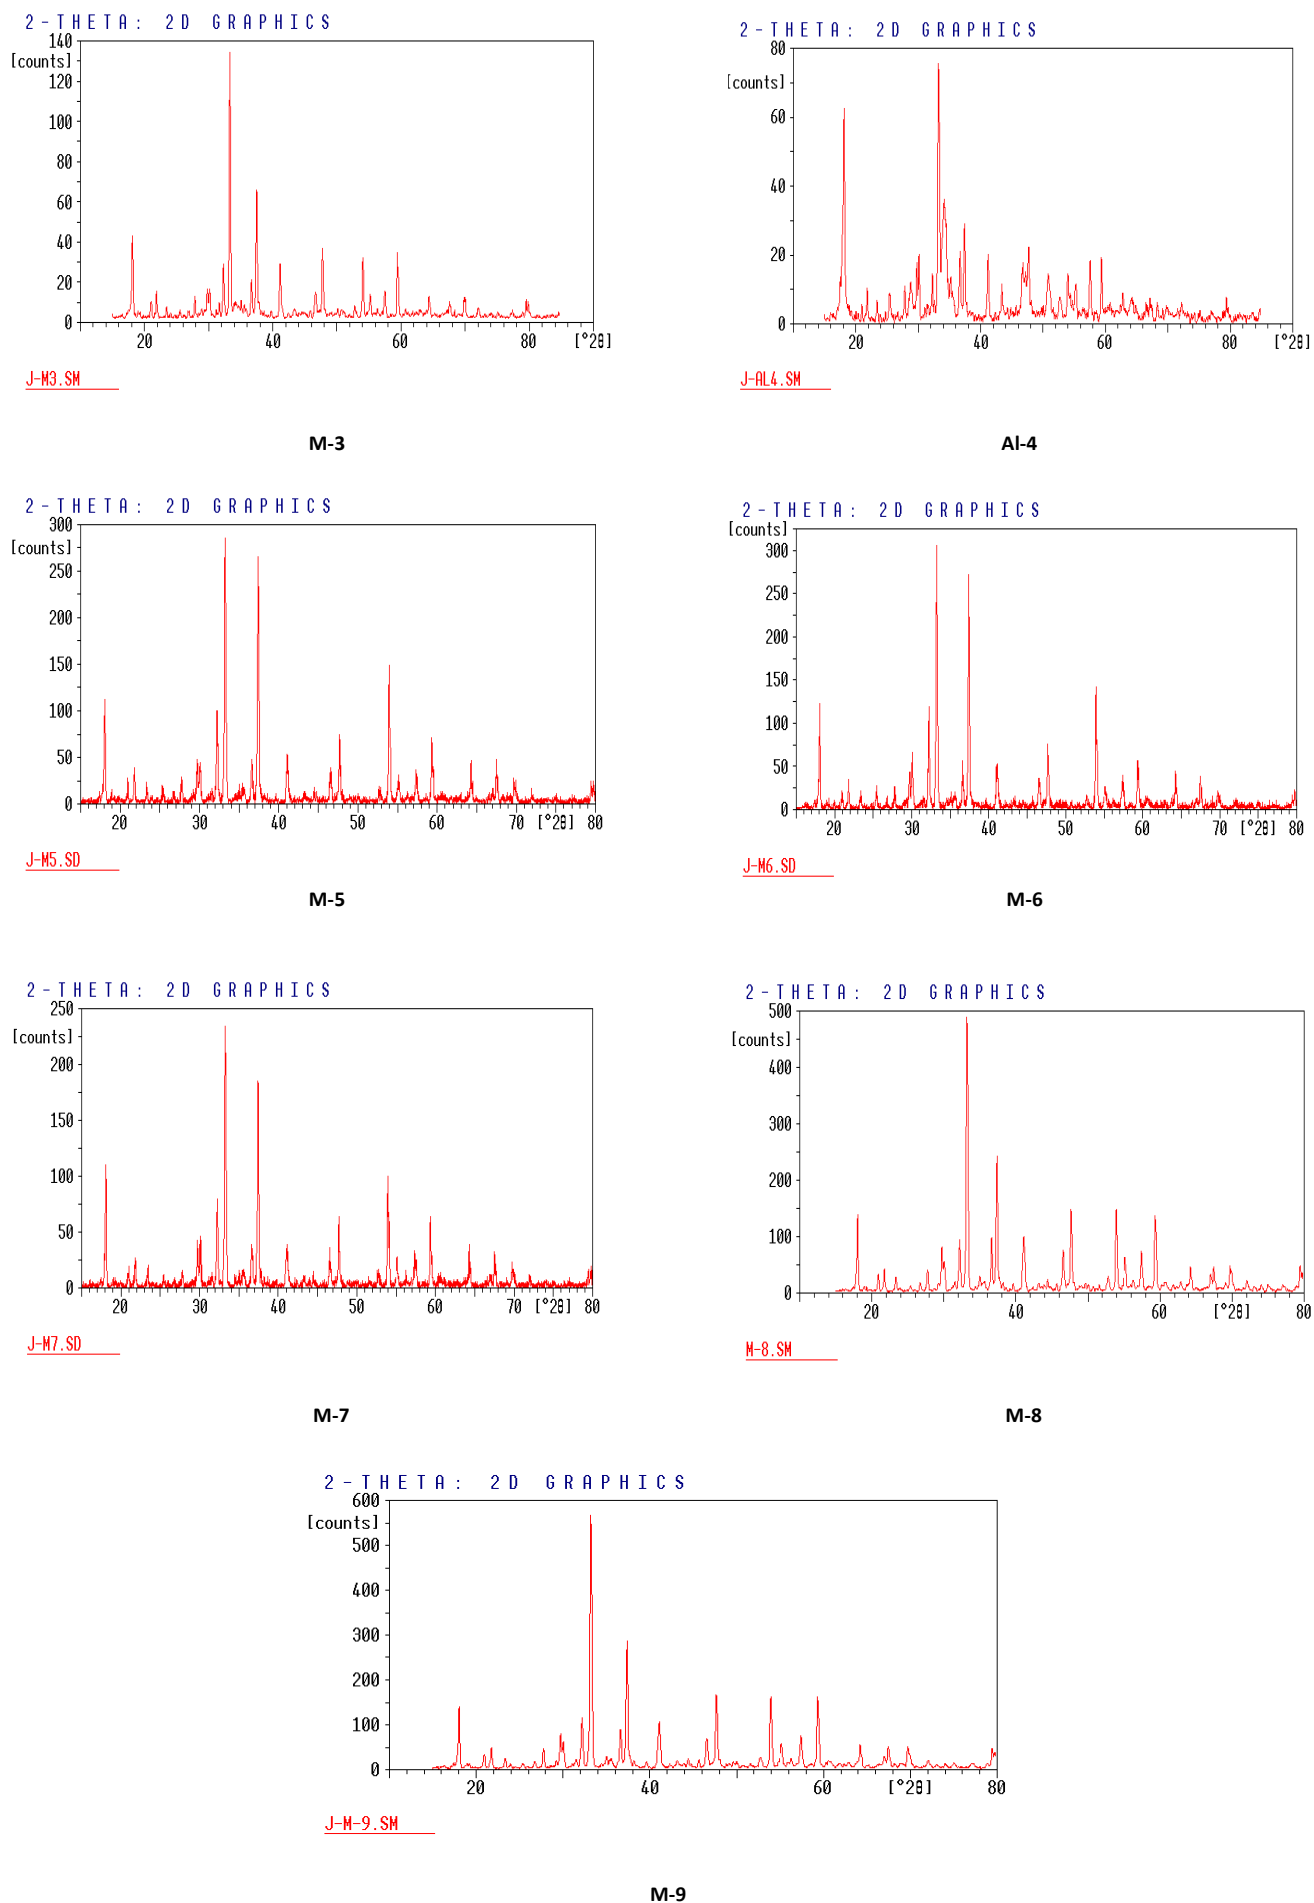 2-THETA: 2D GRAPHICS
140
[counts]
120
100
80
60
40
20
0
20 40 60 80 [°2θ]
J-M3.SM
M-3
2-THETA: 2D GRAPHICS
80
[counts]
60
40
20
0
20 40 60 80 [°2θ]
J-AL4.SM
Al-4
2-THETA: 2D GRAPHICS
300
[counts]
250
200
150
100
50
0
20 30 40 50 60 70 [°2θ] 80
J-M5.SD
M-5
2-THETA: 2D GRAPHICS
[counts]
300
250
200
150
100
50
0
20 30 40 50 60 70 [°2θ] 80
J-M6.SD
M-6
2-THETA: 2D GRAPHICS
250
[counts]
200
150
100
50
0
20 30 40 50 60 70 [°2θ] 80
J-M7.SD
M-7
2-THETA: 2D GRAPHICS
500
[counts]
400
300
200
100
0
20 40 60 [°2θ] 80
M-8.SM
M-8
2-THETA: 2D GRAPHICS
600
[counts]
500
400
300
200
100
0
20 40 60 [°2θ] 80
J-M-9.SM
M-9